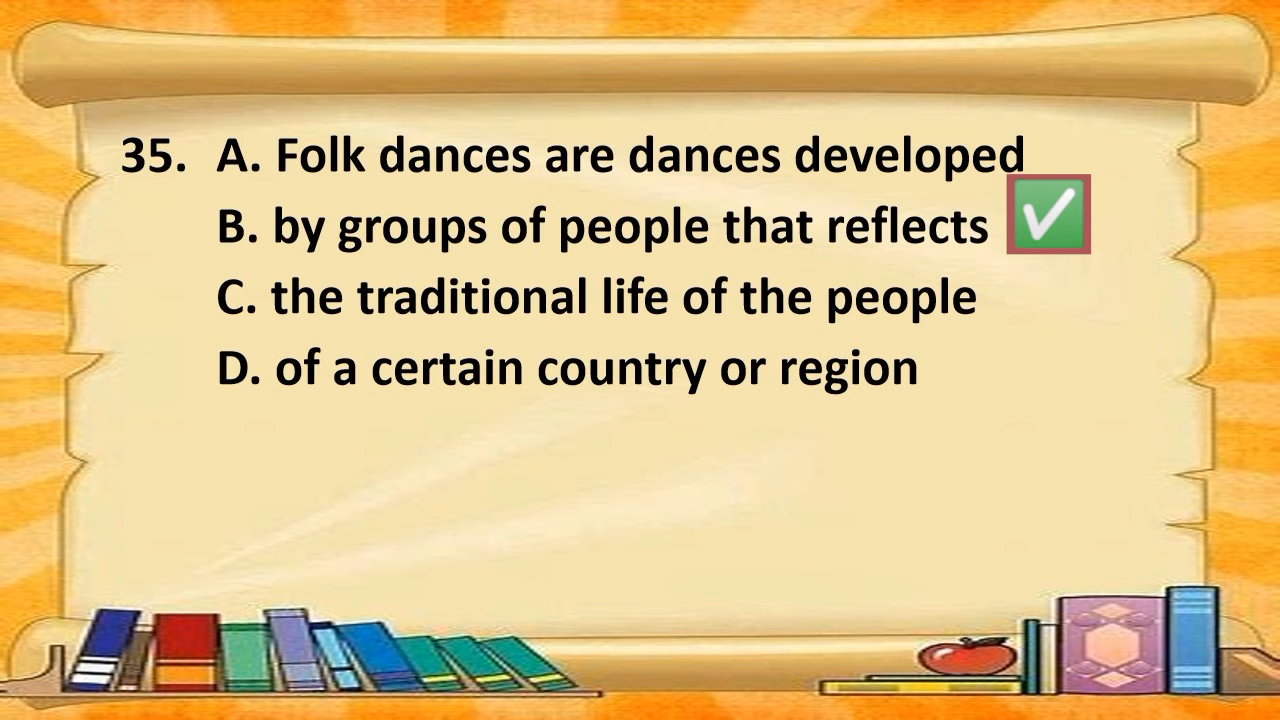 35. A. Folk dances are dances developed
B. by groups of people that reflects ✅
C. the traditional life of the people
D. of a certain country or region